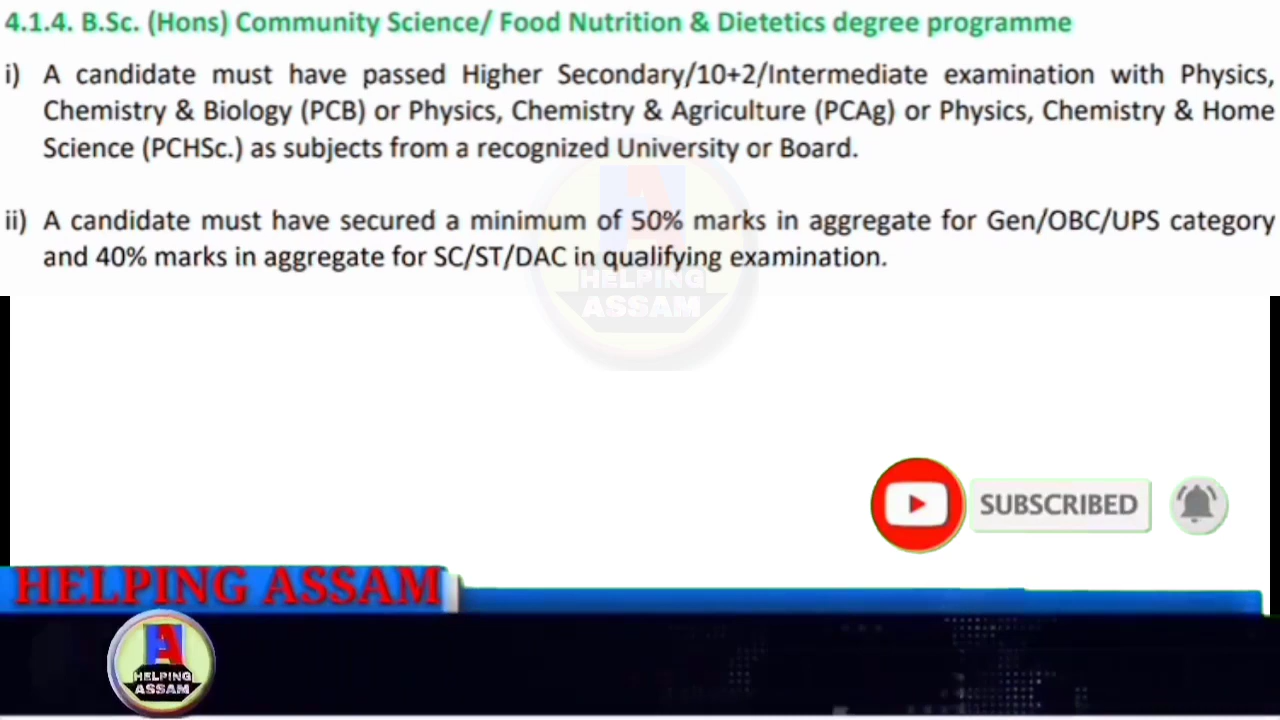 4.1.4. B.Sc. (Hons) Community Science/ Food Nutrition & Dietetics degree programme
i) A candidate must have passed Higher Secondary/10+2/Intermediate examination with Physics,
Chemistry & Biology (PCB) or Physics, Chemistry & Agriculture (PCAg) or Physics, Chemistry & Home
Science (PCHSc.) as subjects from a recognized University or Board.
ii) A candidate must have secured a minimum of 50% marks in aggregate for Gen/OBC/UPS category
and 40% marks in aggregate for SC/ST/DAC in qualifying examination.
A
HELPING
ASSAM
SUBSCRIBED
HELPING ASSAM
A
HELPING
ASSAM